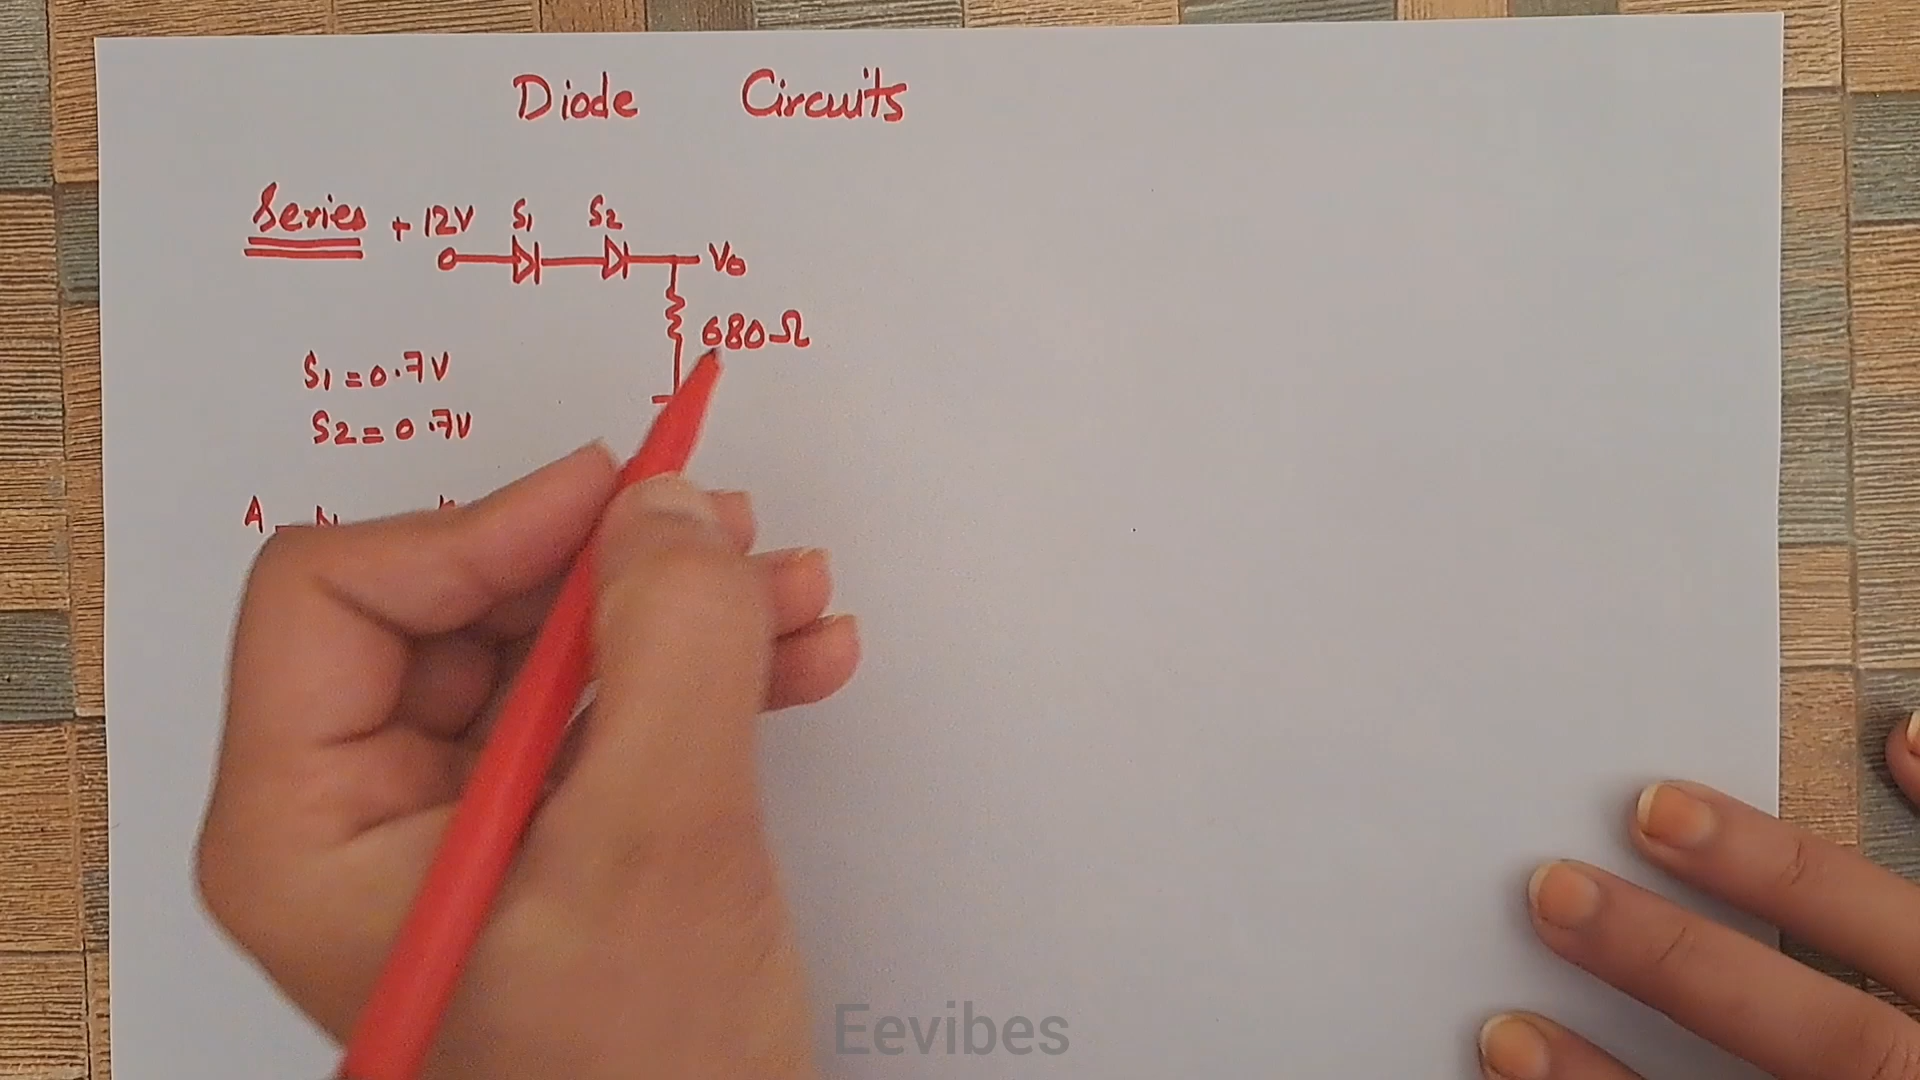 Diode Circuits
Series
+12V S1 S2
Vo
680Ω
S1=0.7V
S2=0.7V
A
Eevibes